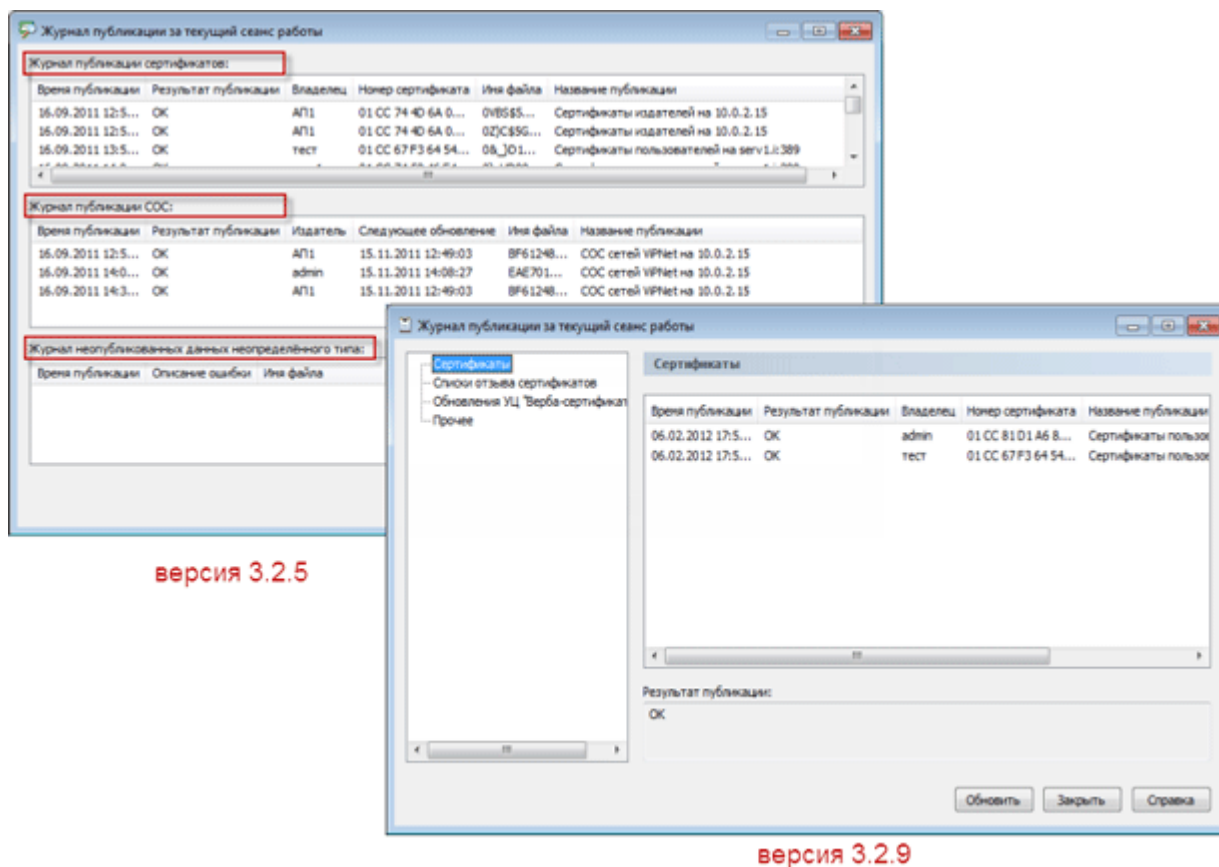 Журнал публикации за текущий сеанс работы
Журнал публикации сертификатов:
Время публикации Результат публикации Владелец Номер сертификата Имя файла Название публикации
16.09.2011 12:5... OK АП1 01 CC 74 4D 6A 0... 0VBS$5... Сертификаты издателей на 10.0.2.15
16.09.2011 12:5... OK АП1 01 CC 74 4D 6A 0... 0Z]C$5G... Сертификаты издателей на 10.0.2.15
16.09.2011 13:5... OK тест 01 CC 67 F3 64 54... 0&_]O1... Сертификаты пользователей на serv1.i:389
Журнал публикации СОС:
Время публикации Результат публикации Издатель Следующее обновление Имя файла Название публикации
16.09.2011 12:5... OK АП1 15.11.2011 12:49:03 BF61248... СОС сетей ViPNet на 10.0.2.15
16.09.2011 14:0... OK admin 15.11.2011 14:08:27 EAE701... СОС сетей ViPNet на 10.0.2.15
16.09.2011 14:3... OK АП1 15.11.2011 12:49:03 BF61248... СОС сетей ViPNet на 10.0.2.15
Журнал неопубликованных данных неопределённого типа:
Время публикации Описание ошибки Имя файла
версия 3.2.5
Журнал публикации за текущий сеанс работы
Сертификаты
Списки отзыва сертификатов
Обновления УЦ "Верба-сертификат
Прочее
Сертификаты
Время публикации Результат публикации Владелец Номер сертификата Название публикации
06.02.2012 17:5... OK admin 01 CC 81 D1 A6 8... Сертификаты пользов
06.02.2012 17:5... OK тест 01 CC 67 F3 64 54... Сертификаты пользов
Результат публикации:
OK
Обновить Закрыть Справка
версия 3.2.9